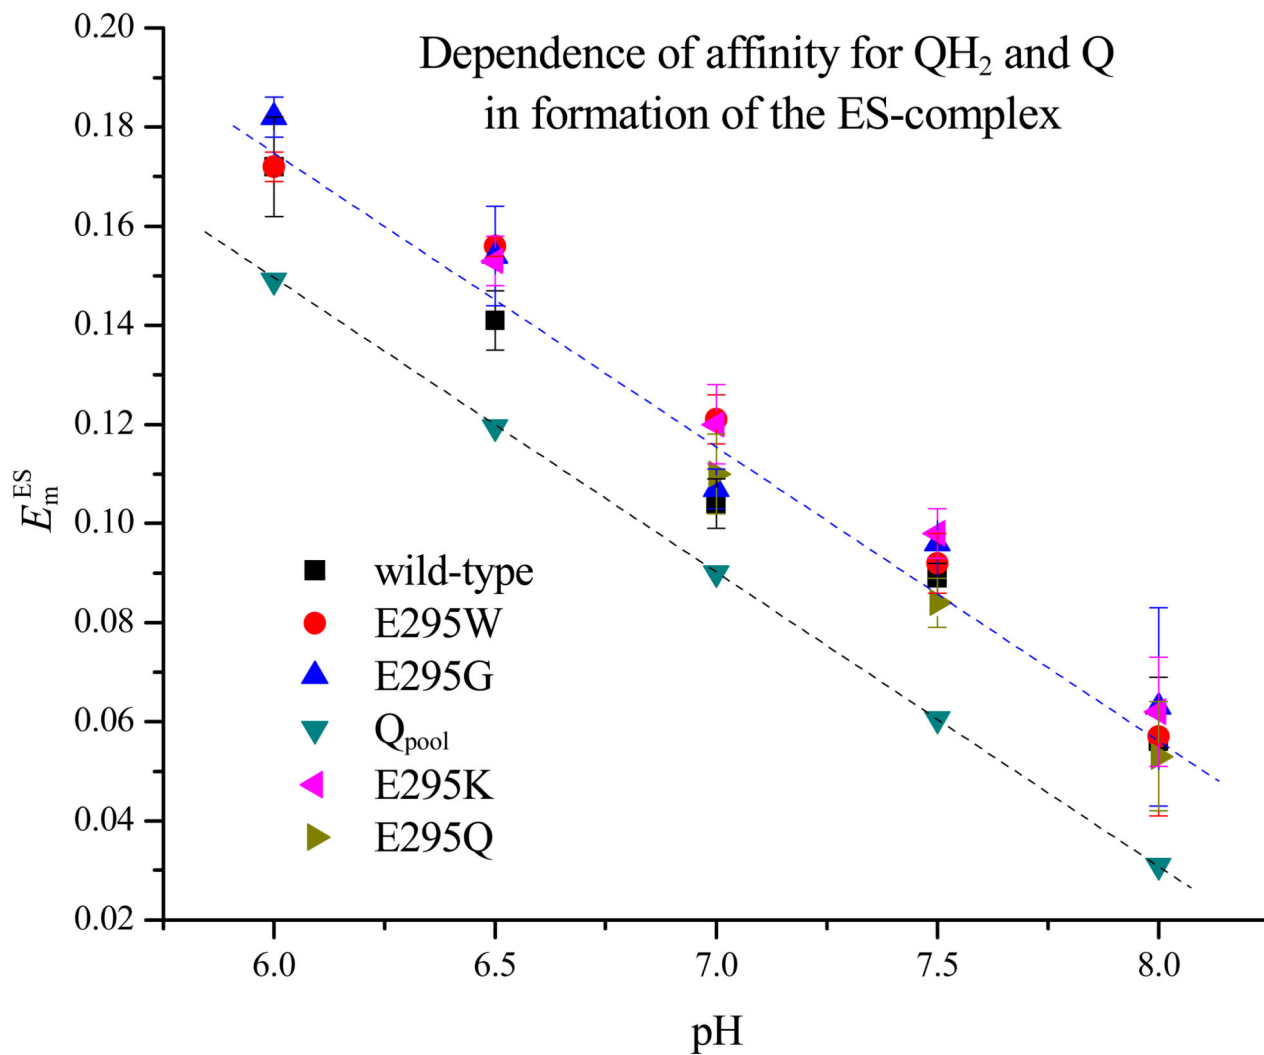 Dependence of affinity for QH₂ and Q
in formation of the ES-complex
0.20
0.18
0.16
0.14
0.12
0.10
0.08
0.06
0.04
0.02
E_m^ES
wild-type
E295W
E295G
Q_pool
E295K
E295Q
6.0 6.5 7.0 7.5 8.0
pH